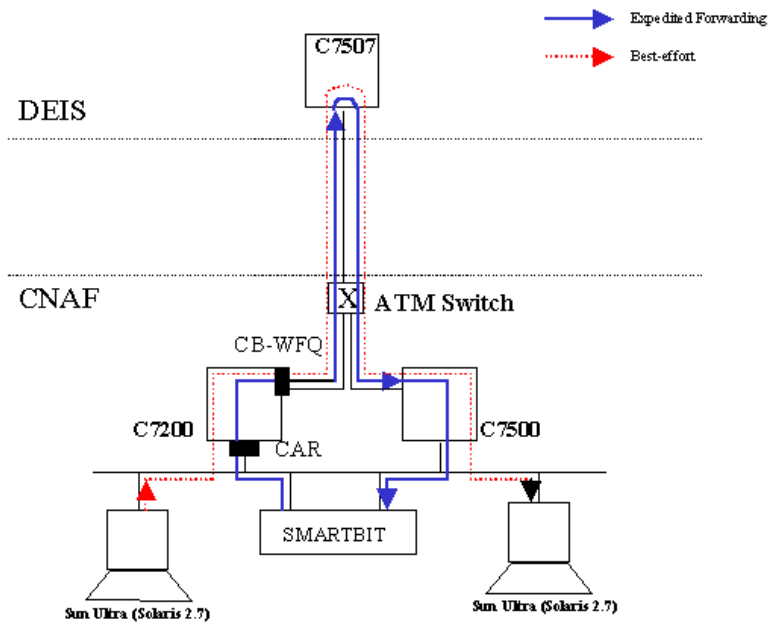 C7507
Expedited Forwarding
Best-effort
DEIS
CNAF
X
ATM Switch
CB-WFQ
C7200
C7500
CAR
SMARTBIT
Sun Ultra (Solaris 2.7)
Sun Ultra (Solaris 2.7)